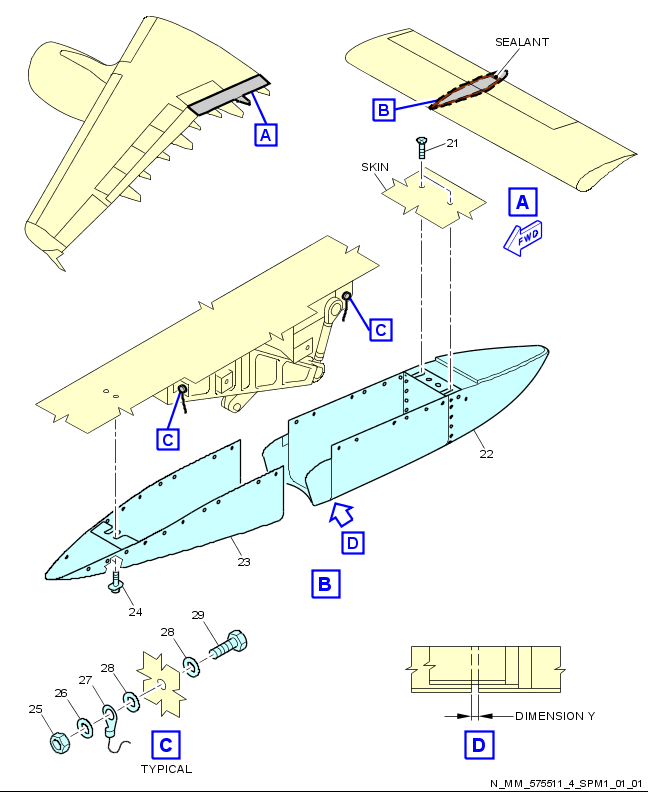 SEALANT
A
B
21
SKIN
A
FWD
C
C
22
D
23
B
24
29
28
28
27
26
25
C
TYPICAL
DIMENSION Y
D
N_MM_575511_4_SPM1_01_01